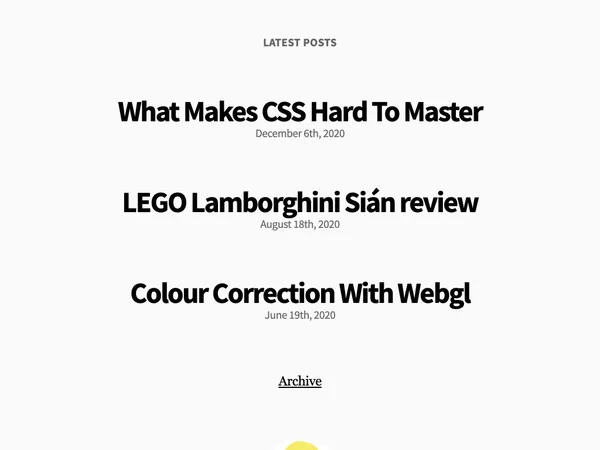 LATEST POSTS
What Makes CSS Hard To Master
December 6th, 2020
LEGO Lamborghini Sián review
August 18th, 2020
Colour Correction With Webgl
June 19th, 2020
Archive